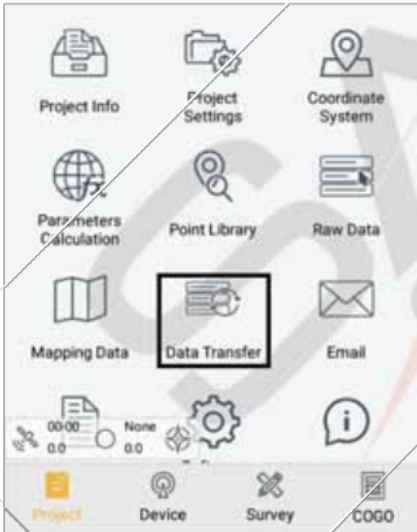 Project Info
Project
Settings
Coordinate
System
Parameters
Calculation
Point Library
Raw Data
Mapping Data
Data Transfer
Email
00:00
None
0.0
0.0
Project
Device
Survey
COGO